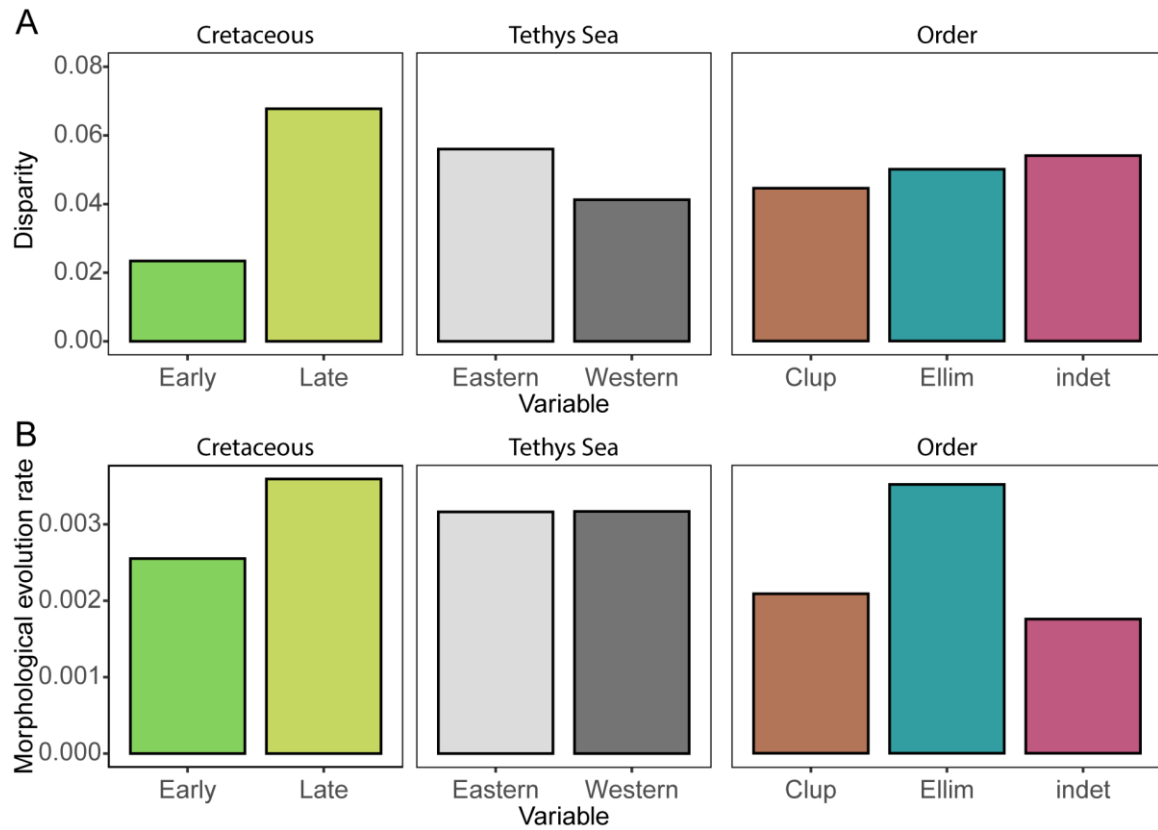 A
Cretaceous Tethys Sea Order
Disparity
0.08
0.06
0.04
0.02
0.00
Early Late Eastern Western Clup Ellim indet
Variable
B
Cretaceous Tethys Sea Order
Morphological evolution rate
0.003
0.002
0.001
0.000
Early Late Eastern Western Clup Ellim indet
Variable